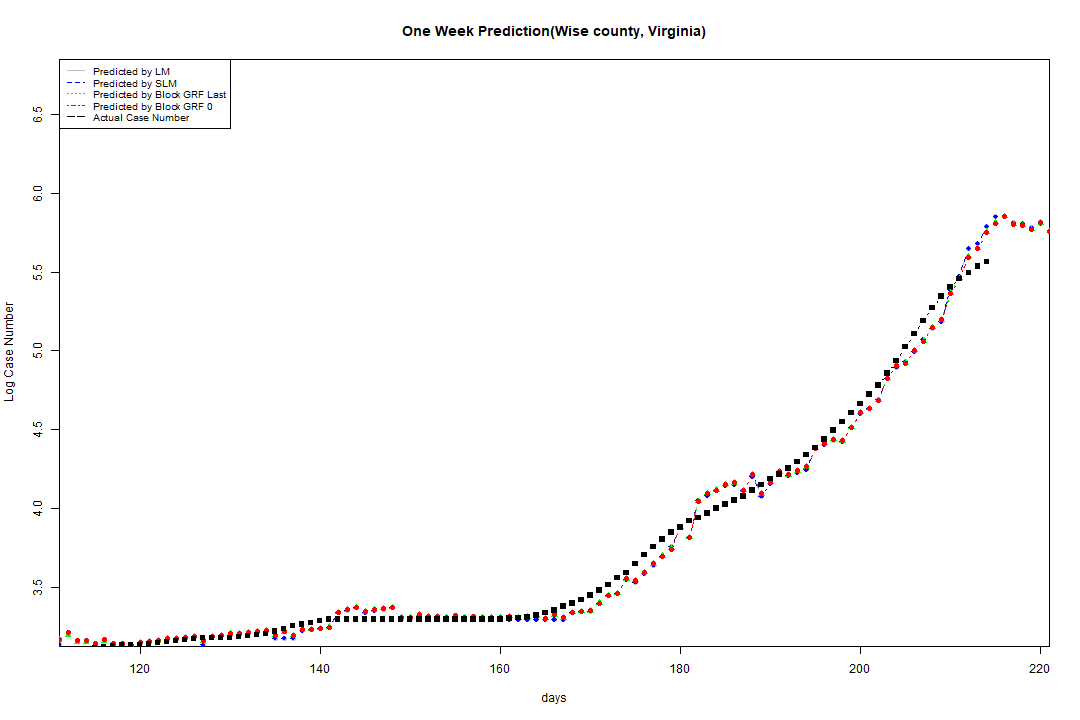 One Week Prediction(Wise county, Virginia)
Predicted by LM
Predicted by SLM
Predicted by Block GRF Last
Predicted by Block GRF 0
Actual Case Number
6.5
6.0
5.5
5.0
4.5
4.0
3.5
Log Case Number
120 140 160 180 200 220
days